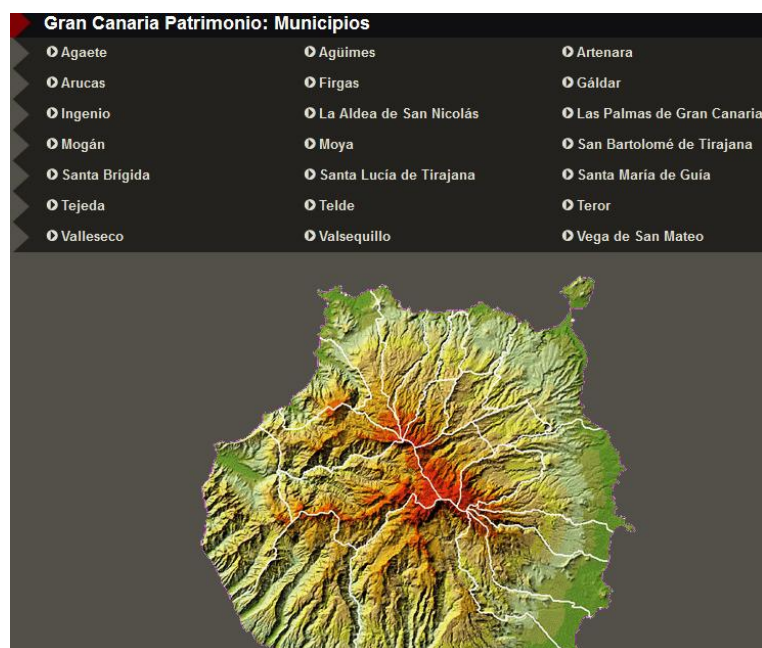 Gran Canaria Patrimonio: Municipios
Agaete Agüimes Artenara
Arucas Firgas Gáldar
Ingenio La Aldea de San Nicolás Las Palmas de Gran Canaria
Mogán Moya San Bartolomé de Tirajana
Santa Brígida Santa Lucía de Tirajana Santa María de Guía
Tejeda Telde Teror
Valleseco Valsequillo Vega de San Mateo